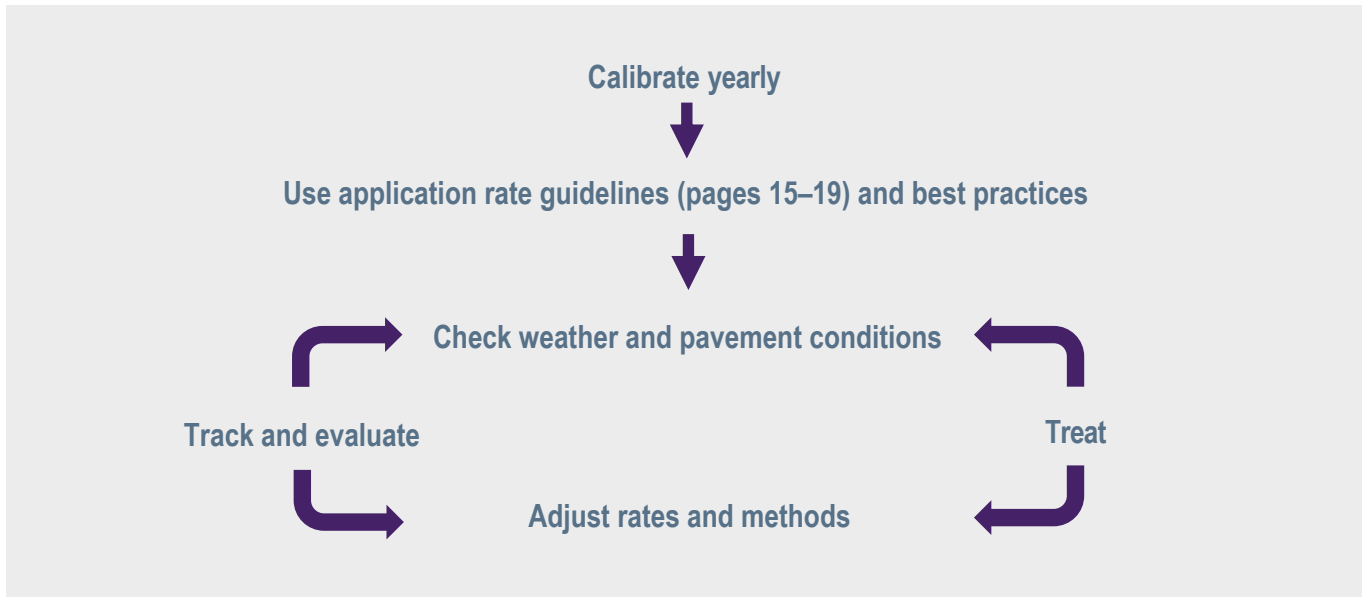 Calibrate yearly
Use application rate guidelines (pages 15–19) and best practices
Check weather and pavement conditions
Track and evaluate
Treat
Adjust rates and methods